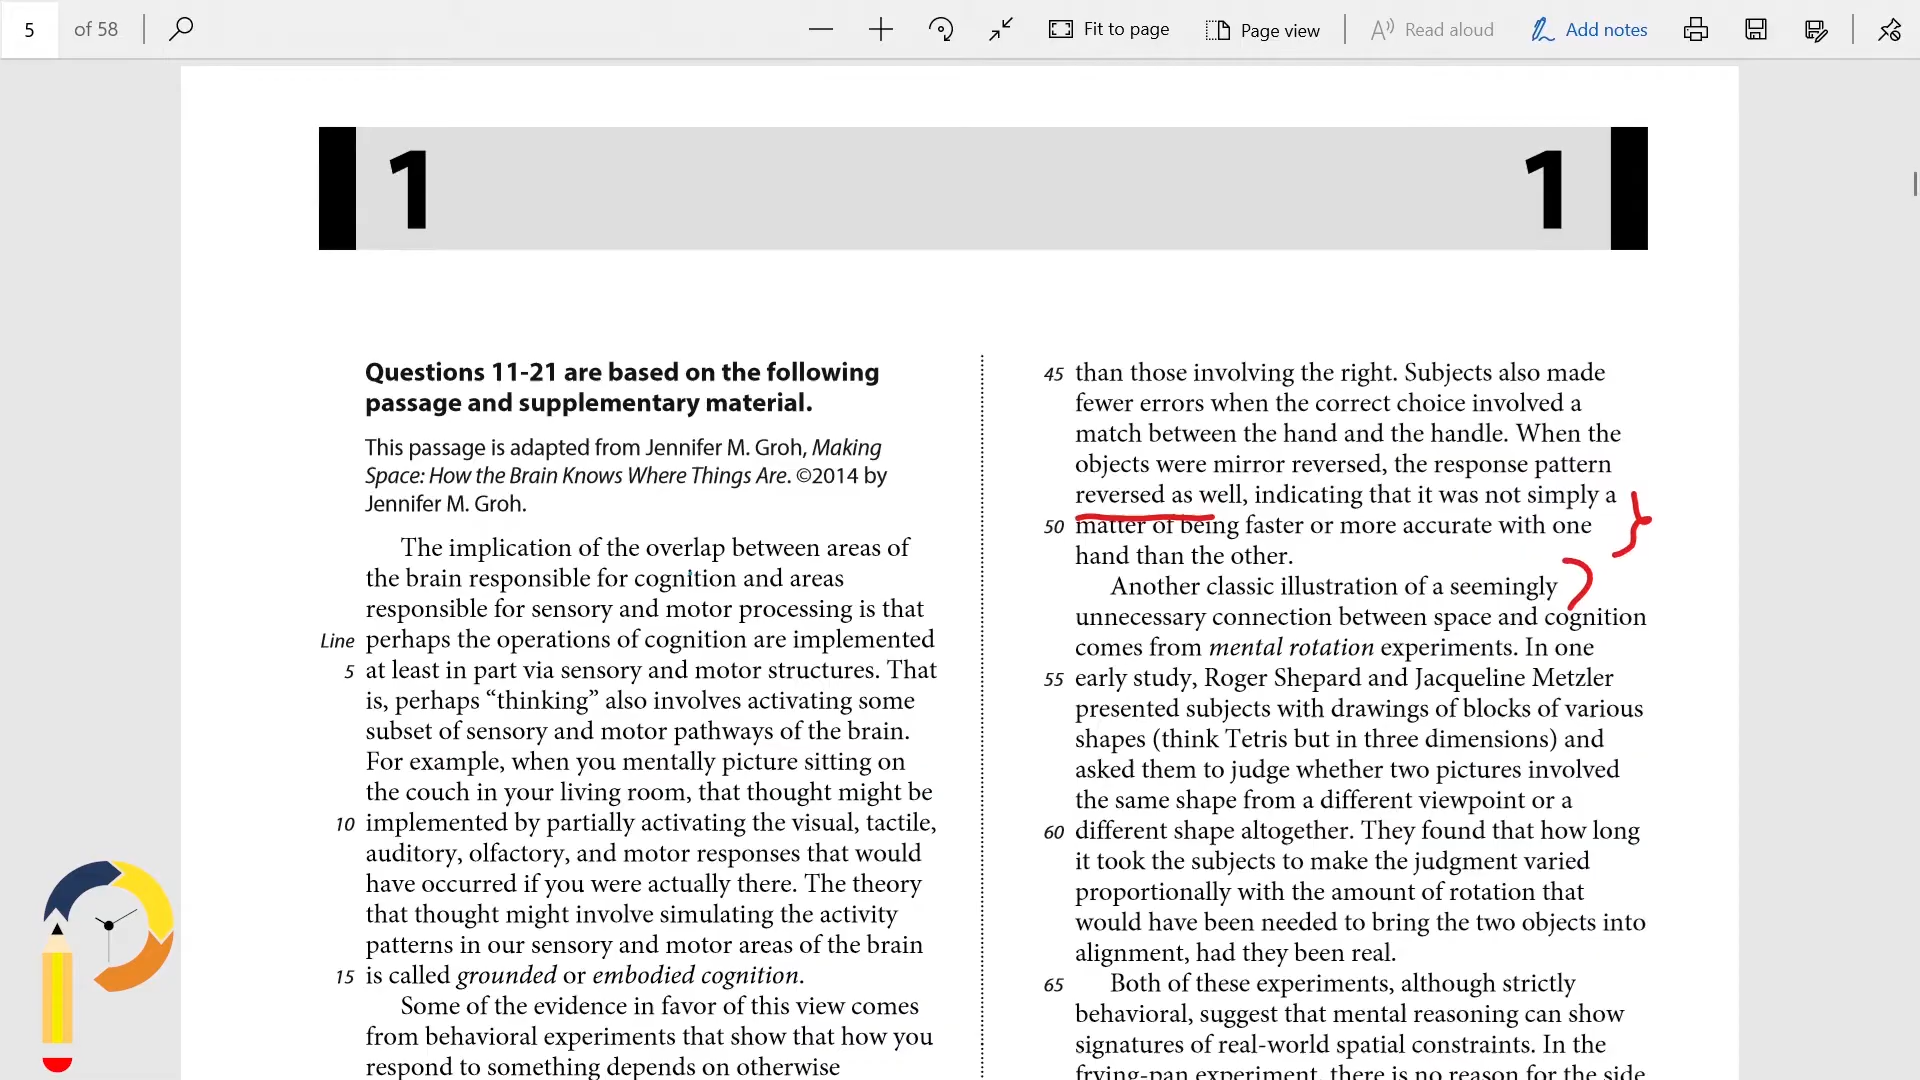 5 of 58 Fit to page Page view Read aloud Add notes
1 1
Questions 11-21 are based on the following
passage and supplementary material.
This passage is adapted from Jennifer M. Groh, Making
Space: How the Brain Knows Where Things Are. ©2014 by
Jennifer M. Groh.
The implication of the overlap between areas of
the brain responsible for cognition and areas
responsible for sensory and motor processing is that
Line perhaps the operations of cognition are implemented
5 at least in part via sensory and motor structures. That
is, perhaps “thinking” also involves activating some
subset of sensory and motor pathways of the brain.
For example, when you mentally picture sitting on
the couch in your living room, that thought might be
10 implemented by partially activating the visual, tactile,
auditory, olfactory, and motor responses that would
have occurred if you were actually there. The theory
that thought might involve simulating the activity
patterns in our sensory and motor areas of the brain
15 is called grounded or embodied cognition.
Some of the evidence in favor of this view comes
from behavioral experiments that show that how you
respond to something depends on otherwise
45 than those involving the right. Subjects also made
fewer errors when the correct choice involved a
match between the hand and the handle. When the
objects were mirror reversed, the response pattern
reversed as well, indicating that it was not simply a
50 matter of being faster or more accurate with one
hand than the other.
Another classic illustration of a seemingly
unnecessary connection between space and cognition
comes from mental rotation experiments. In one
55 early study, Roger Shepard and Jacqueline Metzler
presented subjects with drawings of blocks of various
shapes (think Tetris but in three dimensions) and
asked them to judge whether two pictures involved
the same shape from a different viewpoint or a
60 different shape altogether. They found that how long
it took the subjects to make the judgment varied
proportionally with the amount of rotation that
would have been needed to bring the two objects into
alignment, had they been real.
65 Both of these experiments, although strictly
behavioral, suggest that mental reasoning can show
signatures of real-world spatial constraints. In the
frying-pan experiment, there is no reason for the side